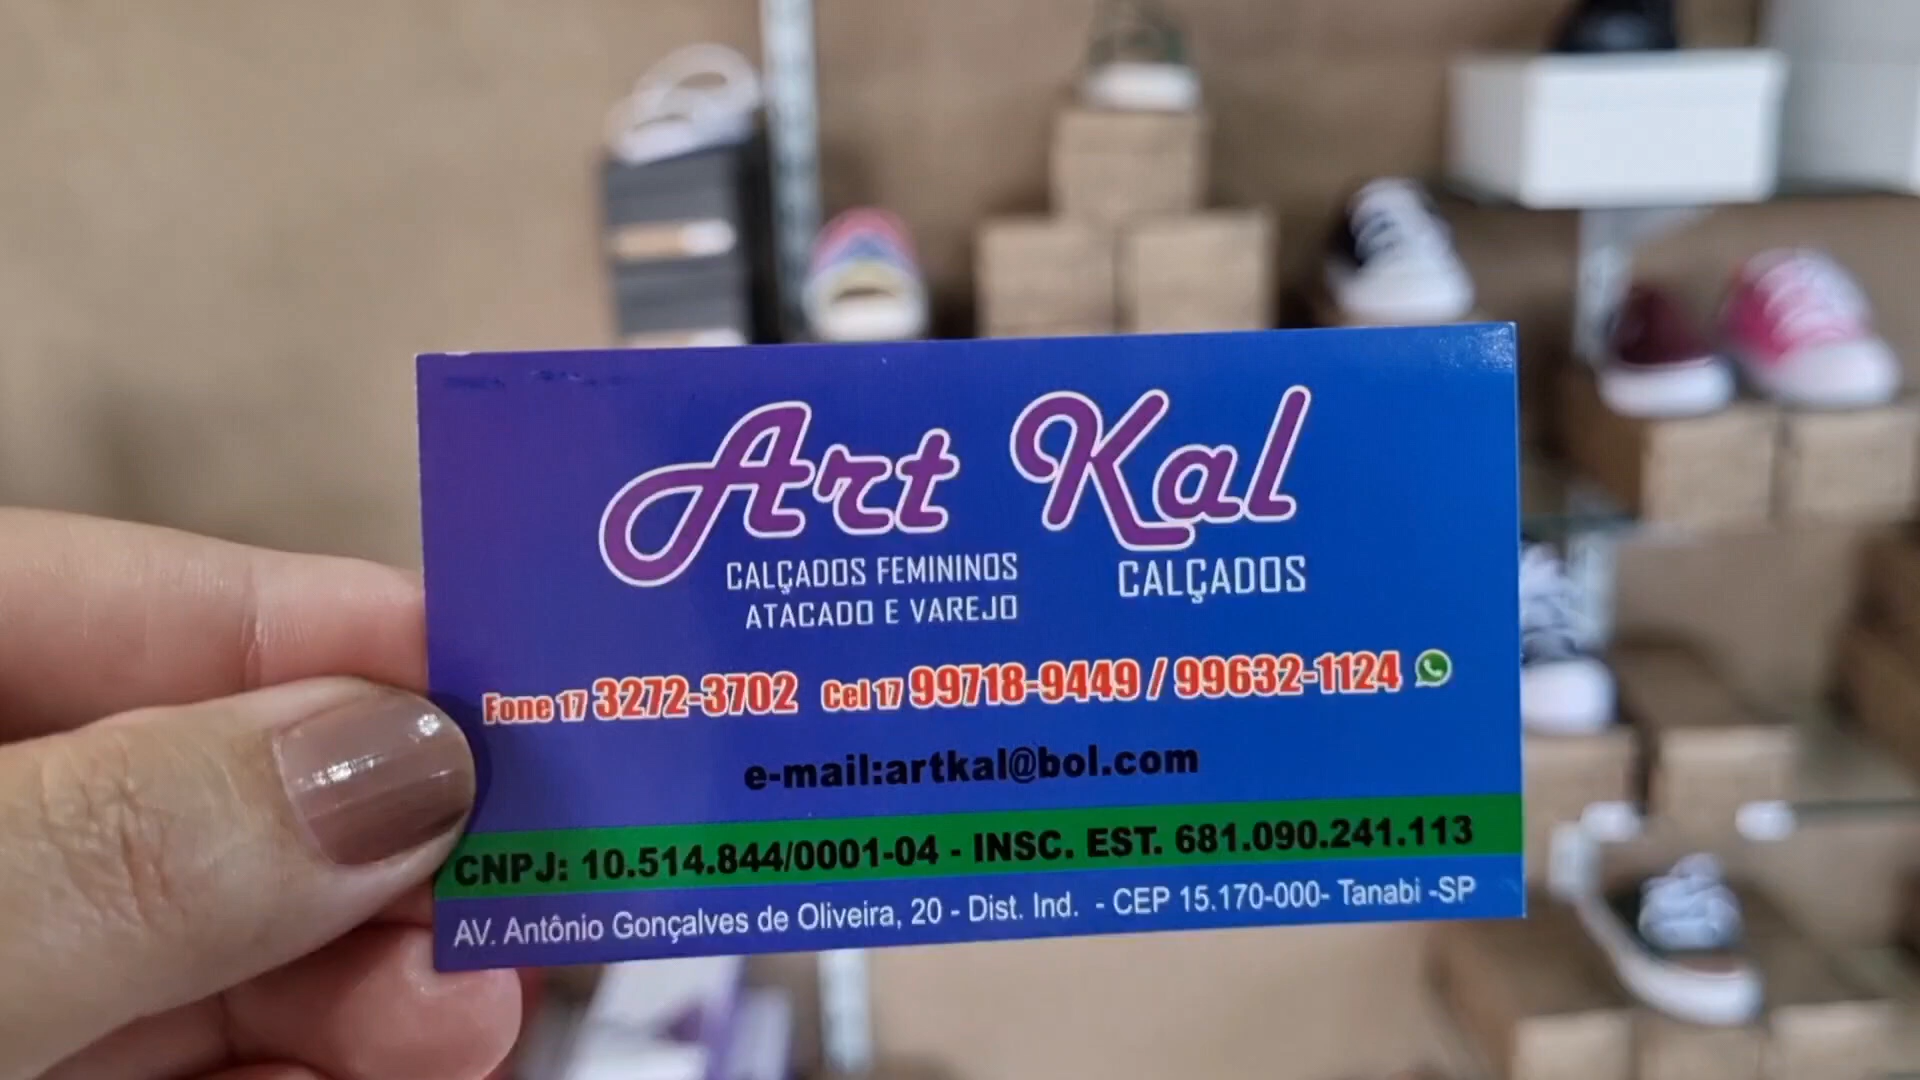 Art Kal
CALÇADOS FEMININOS
ATACADO E VAREJO
CALÇADOS
Fone 17 3272-3702 Cel 17 99718-9449 / 99632-1124
e-mail:artkal@bol.com
CNPJ: 10.514.844/0001-04 - INSC. EST. 681.090.241.113
AV. Antônio Gonçalves de Oliveira, 20 - Dist. Ind. - CEP 15.170-000- Tanabi -SP